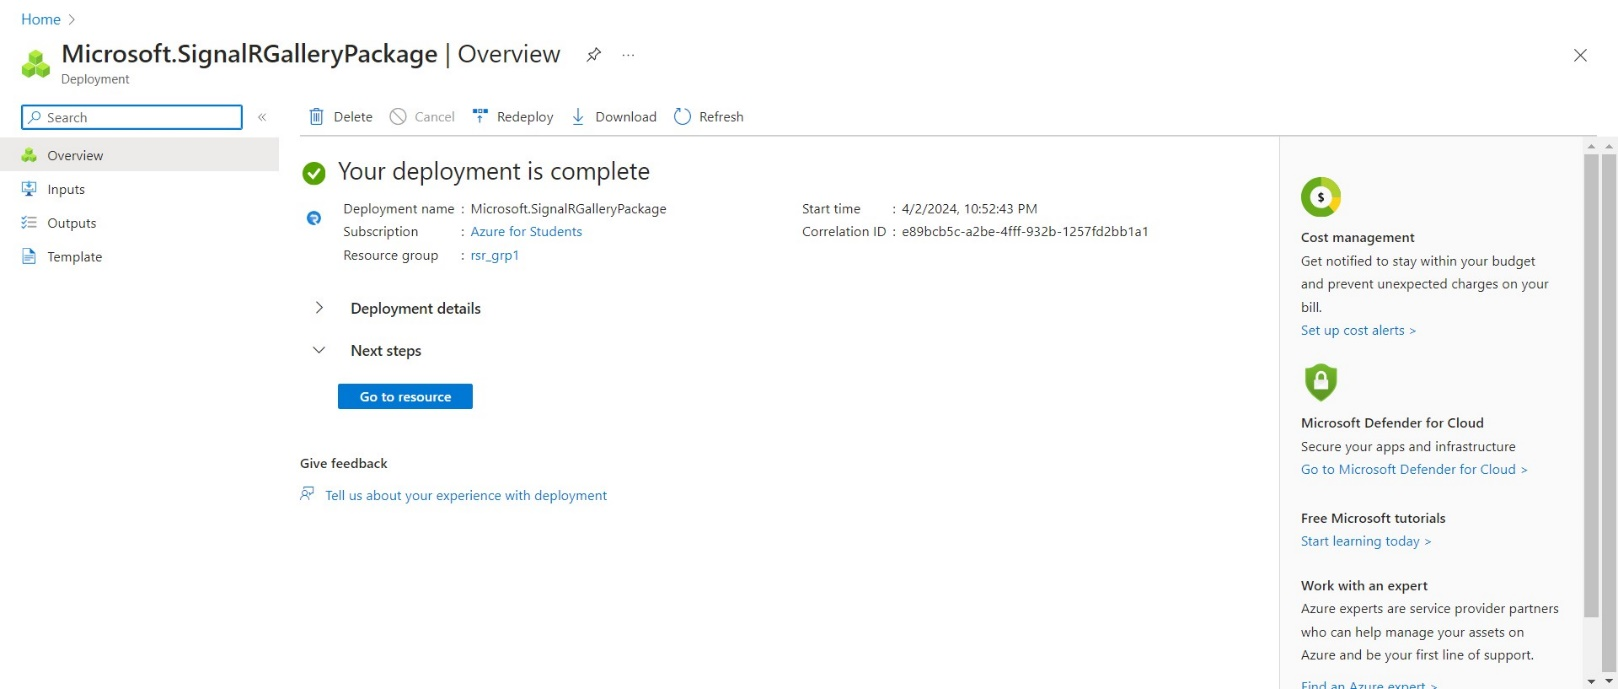 Home
Microsoft.SignalRGalleryPackage | Overview
Deployment
Search
Overview
Inputs
Outputs
Template
Delete Cancel Redeploy Download Refresh
Your deployment is complete
Deployment name : Microsoft.SignalRGalleryPackage
Subscription : Azure for Students
Resource group : rsr_grp1
Start time : 4/2/2024, 10:52:43 PM
Correlation ID : e89bcb5c-a2be-4fff-932b-1257fd2bb1a1
Deployment details
Next steps
Go to resource
Give feedback
Tell us about your experience with deployment
Cost management
Get notified to stay within your budget
and prevent unexpected charges on your
bill.
Set up cost alerts >
Microsoft Defender for Cloud
Secure your apps and infrastructure
Go to Microsoft Defender for Cloud >
Free Microsoft tutorials
Start learning today >
Work with an expert
Azure experts are service provider partners
who can help manage your assets on
Azure and be your first line of support.
Find an Azure expert >